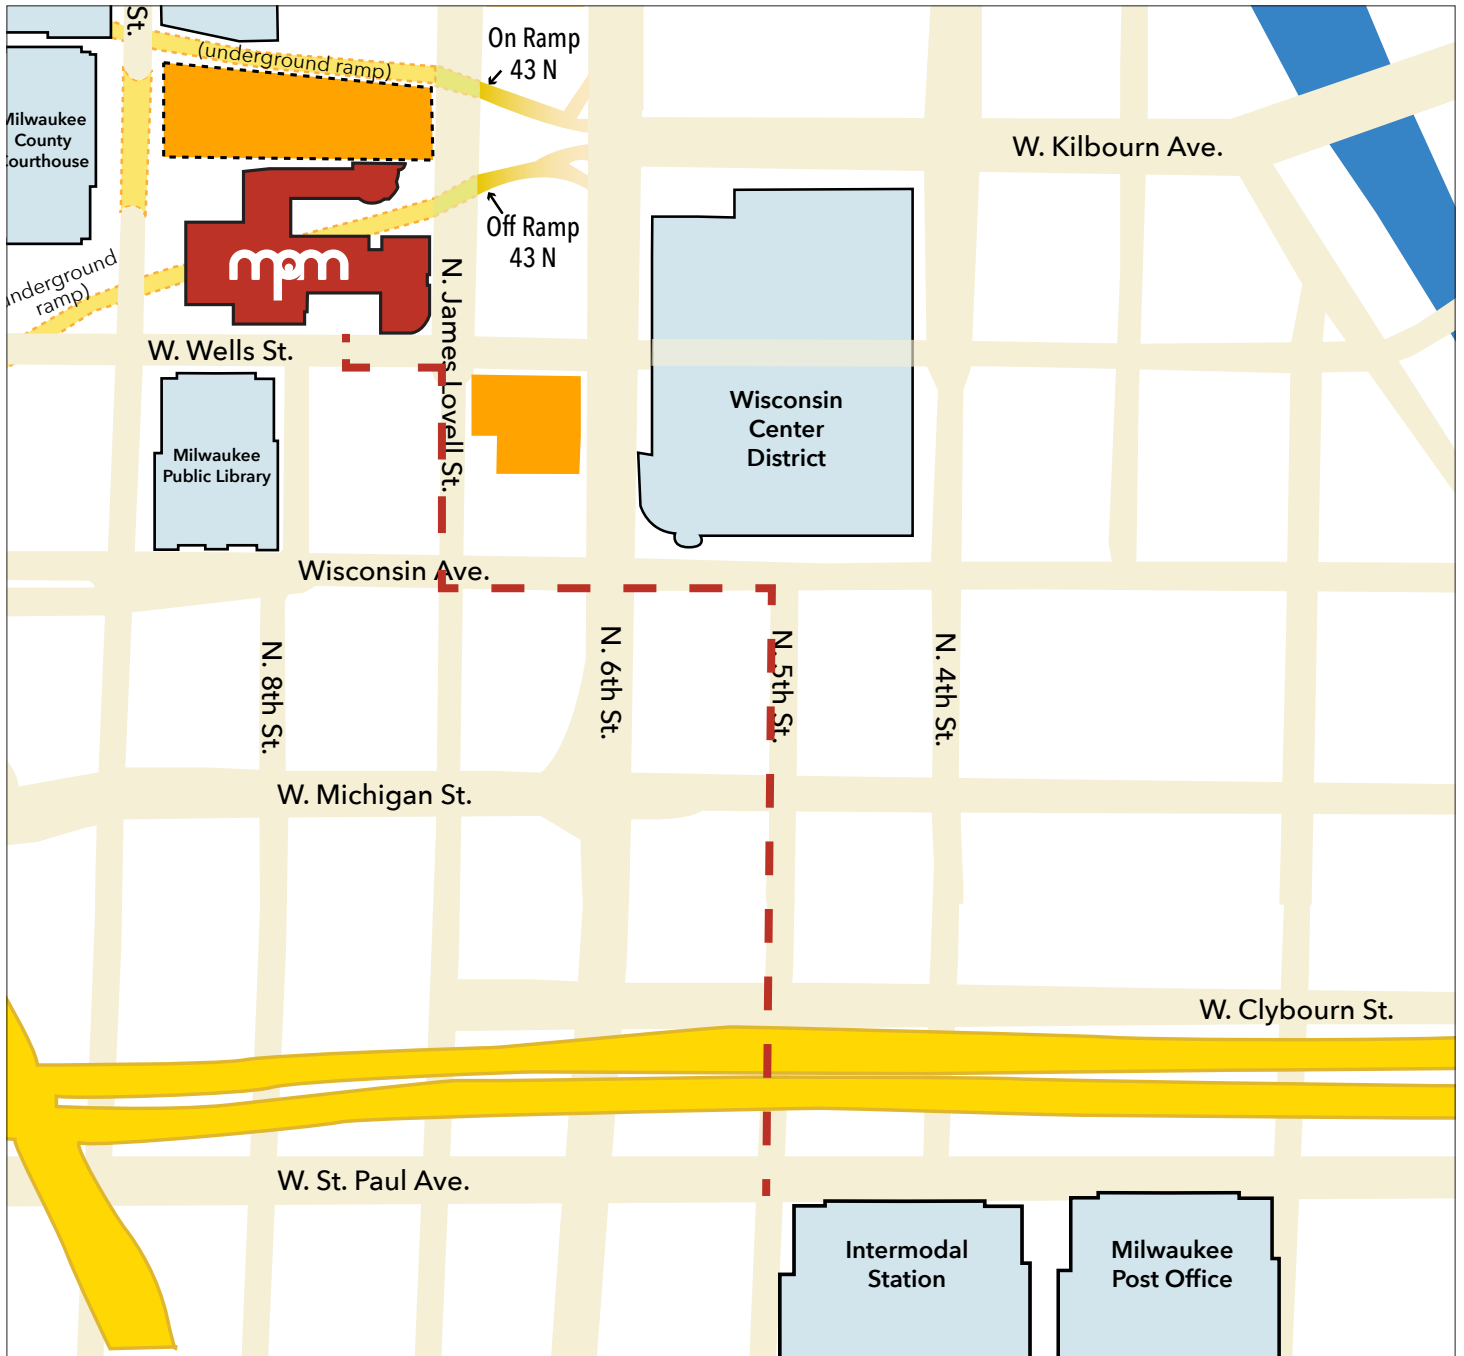 St.
On Ramp
43 N
(underground ramp)
Milwaukee
County
Courthouse
W. Kilbourn Ave.
Off Ramp
43 N
mpm
underground
ramp)
N. James Lovell St.
W. Wells St.
Wisconsin
Center
District
Milwaukee
Public Library
Wisconsin Ave.
N. 8th St.
N. 6th St.
N. 5th St.
N. 4th St.
W. Michigan St.
W. Clybourn St.
W. St. Paul Ave.
Intermodal
Station
Milwaukee
Post Office